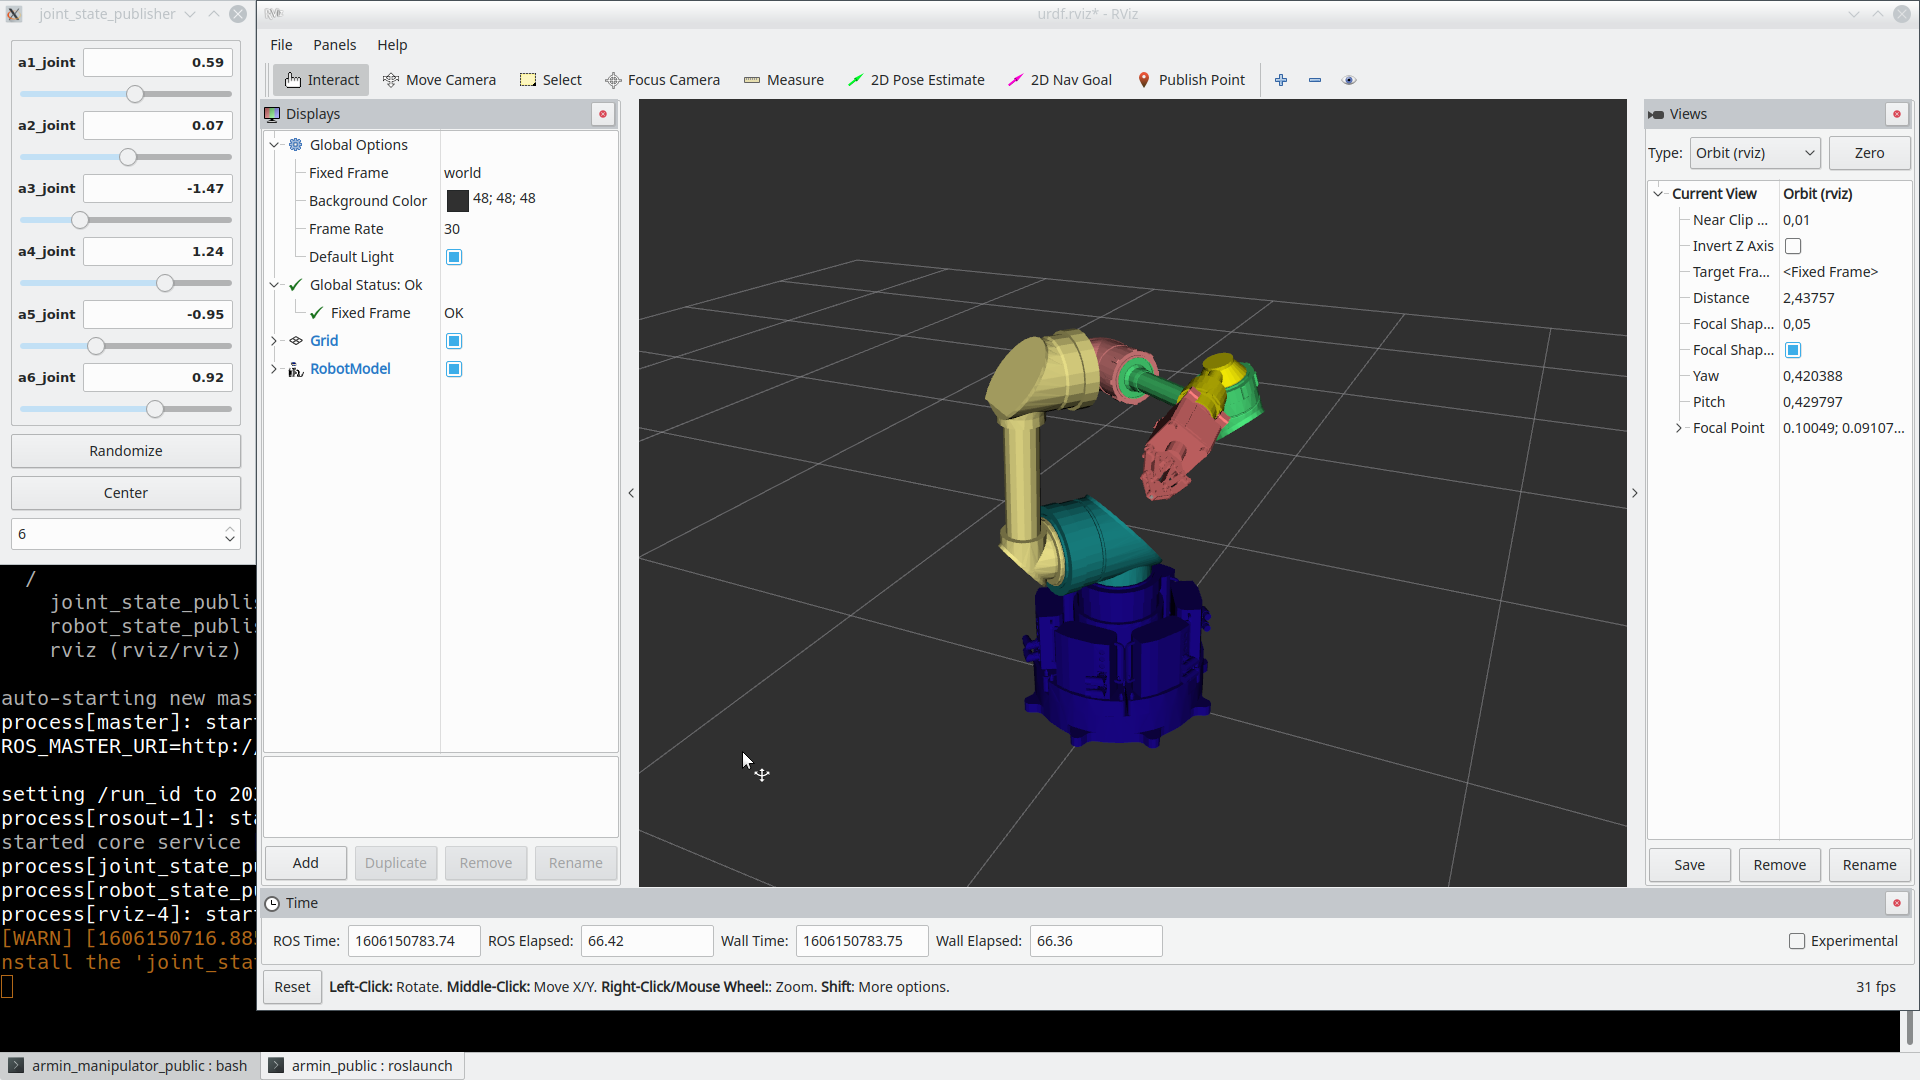 joint_state_publisher
a1_joint 0.59
a2_joint 0.07
a3_joint -1.47
a4_joint 1.24
a5_joint -0.95
a6_joint 0.92
Randomize
Center
6
/
joint_state_publis
robot_state_publis
rviz (rviz/rviz)
auto-starting new mas
process[master]: star
ROS_MASTER_URI=http:/
setting /run_id to 20
process[rosout-1]: sta
started core service
process[joint_state_p
process[robot_state_p
process[rviz-4]: star
[WARN] [1606150716.88
nstall the 'joint_sta
urdf.rviz* - RViz
File Panels Help
Interact Move Camera Select Focus Camera Measure 2D Pose Estimate 2D Nav Goal Publish Point
Displays
Global Options
Fixed Frame world
Background Color 48; 48; 48
Frame Rate 30
Default Light
Global Status: Ok
Fixed Frame OK
Grid
RobotModel
Add Duplicate Remove Rename
Views
Type: Orbit (rviz) Zero
Current View Orbit (rviz)
Near Clip ... 0,01
Invert Z Axis
Target Fra... <Fixed Frame>
Distance 2,43757
Focal Shap... 0,05
Focal Shap...
Yaw 0,420388
Pitch 0,429797
Focal Point 0.10049; 0.09107...
Save Remove Rename
Time
ROS Time: 1606150783.74 ROS Elapsed: 66.42 Wall Time: 1606150783.75 Wall Elapsed: 66.36 Experimental
Reset Left-Click: Rotate. Middle-Click: Move X/Y. Right-Click/Mouse Wheel:: Zoom. Shift: More options. 31 fps
armin_manipulator_public : bash armin_public : roslaunch